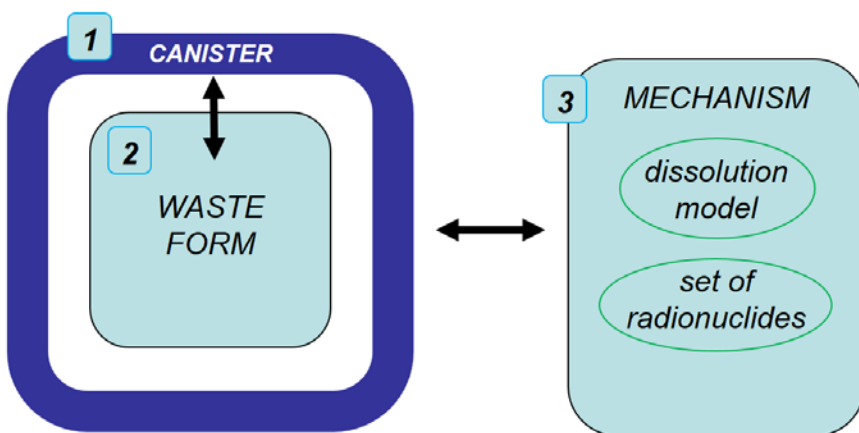 1
CANISTER
2
WASTE
FORM
3
MECHANISM
dissolution
model
set of
radionuclides